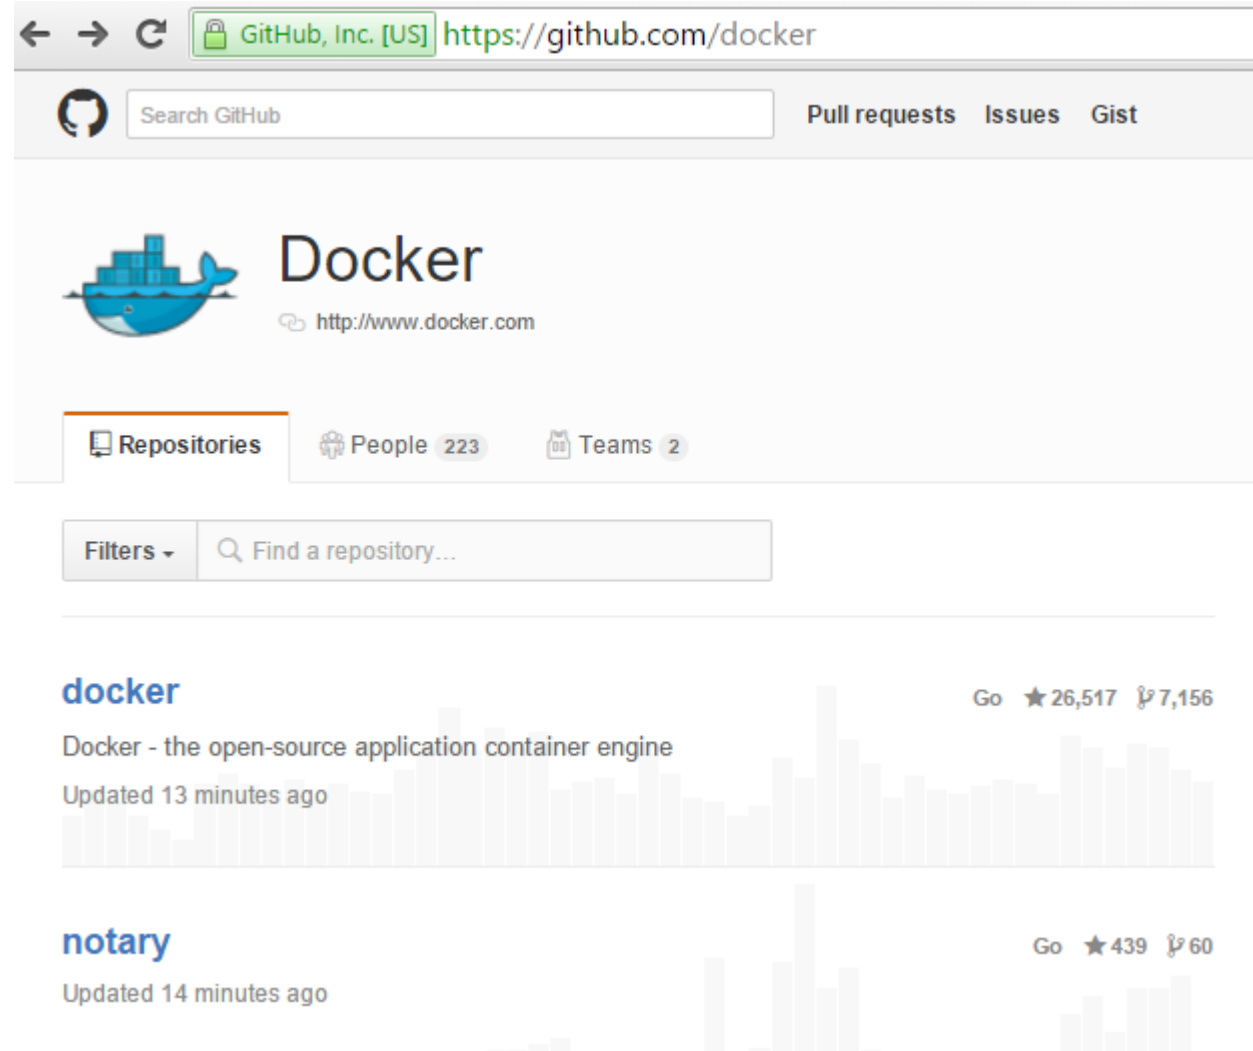 GitHub, Inc. [US] https://github.com/docker
Search GitHub Pull requests Issues Gist
Docker
http://www.docker.com
Repositories People 223 Teams 2
Filters Find a repository...
docker Go 26,517 7,156
Docker - the open-source application container engine
Updated 13 minutes ago
notary Go 439 60
Updated 14 minutes ago